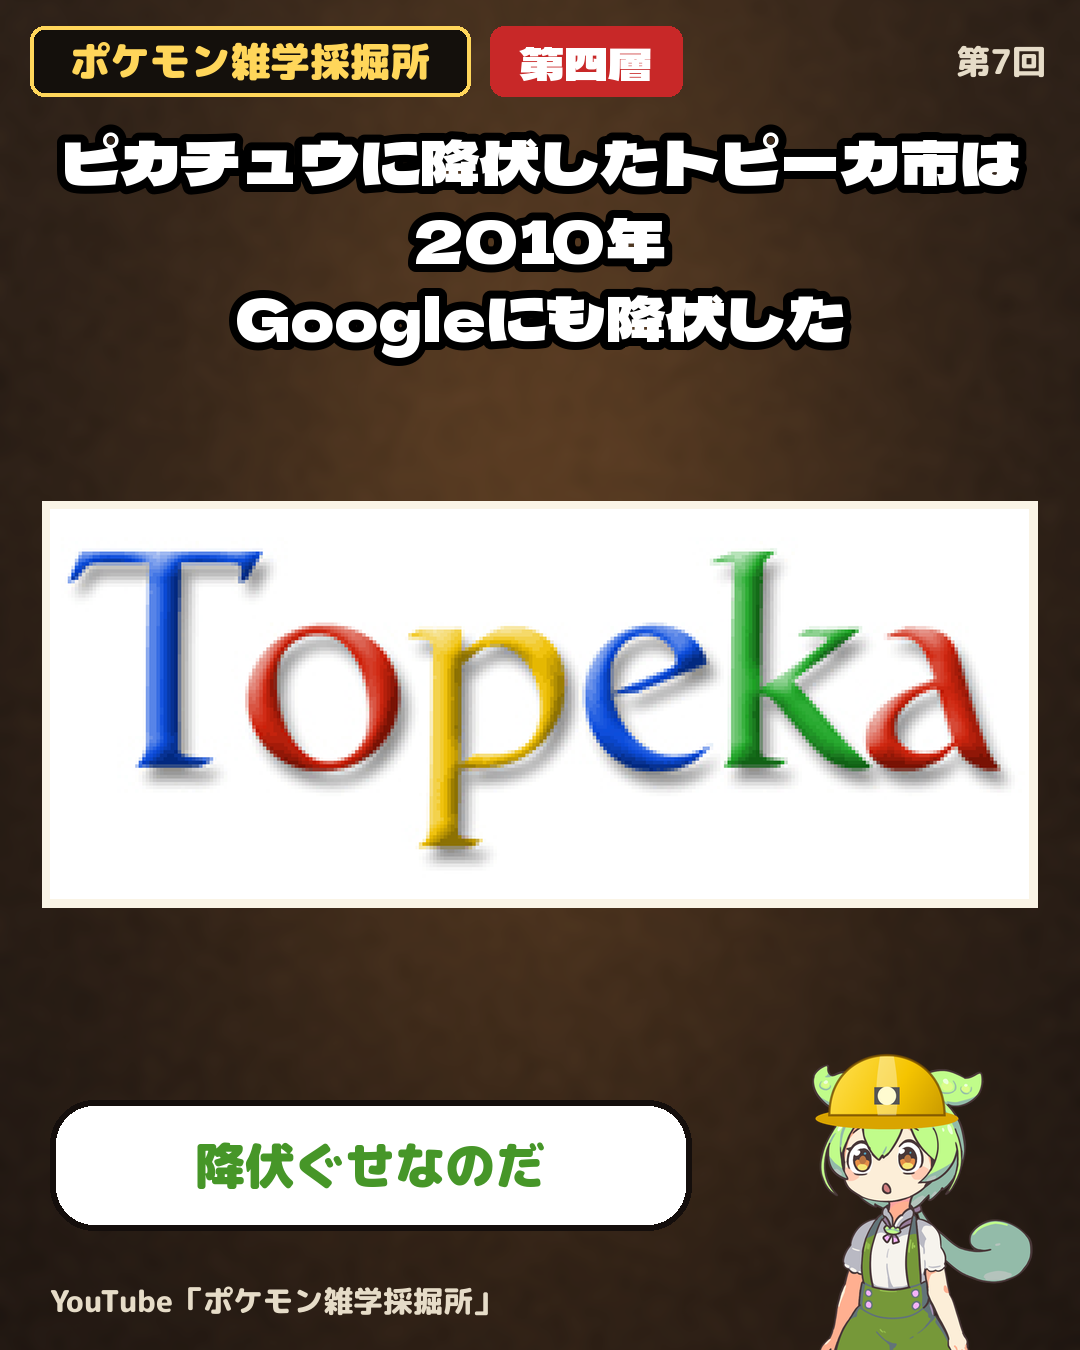 ポケモン雑学採掘所
第四層
第7回
ピカチュウに降伏したトピーカ市は
2010年
Googleにも降伏した
Topeka
降伏ぐせなのだ
YouTube「ポケモン雑学採掘所」